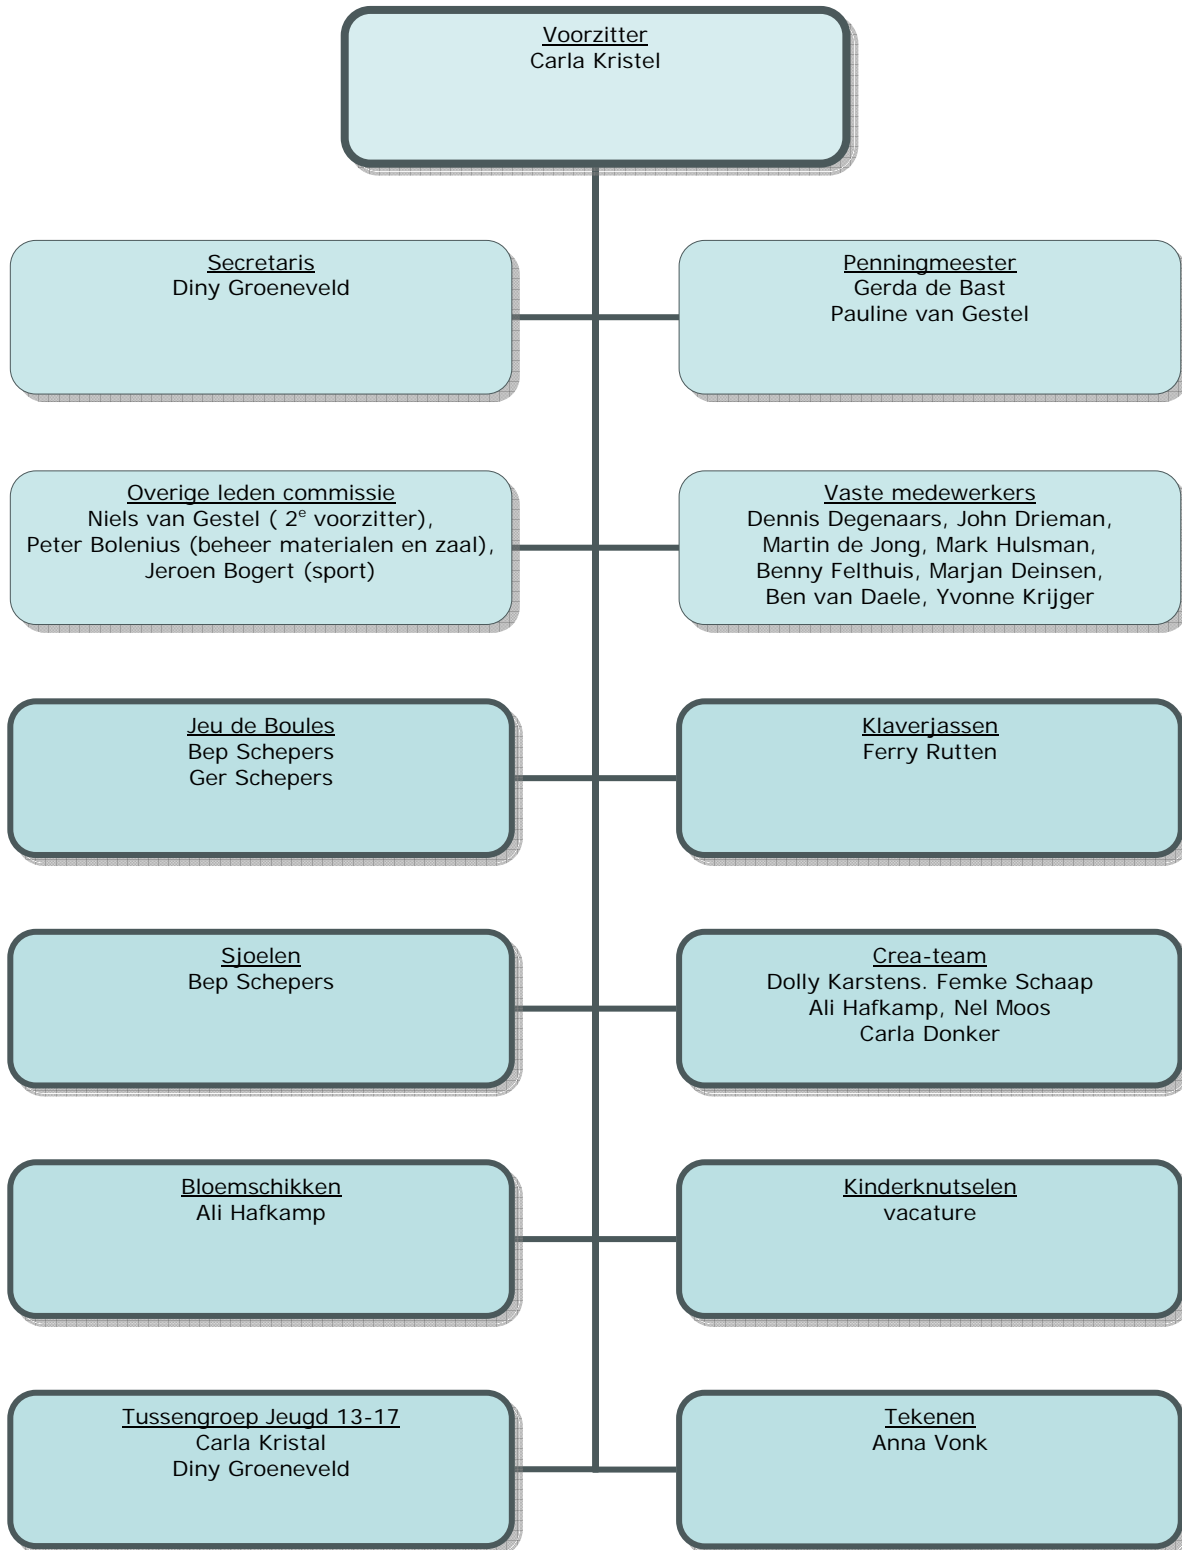 Voorzitter
Carla Kristel
Secretaris
Diny Groeneveld
Penningmeester
Gerda de Bast
Pauline van Gestel
Overige leden commissie
Niels van Gestel ( 2e voorzitter),
Peter Bolenius (beheer materialen en zaal),
Jeroen Bogert (sport)
Vaste medewerkers
Dennis Degenaars, John Drieman,
Martin de Jong, Mark Hulsman,
Benny Felthuis, Marjan Deinsen,
Ben van Daele, Yvonne Krijger
Jeu de Boules
Bep Schepers
Ger Schepers
Klaverjassen
Ferry Rutten
Sjoelen
Bep Schepers
Crea-team
Dolly Karstens. Femke Schaap
Ali Hafkamp, Nel Moos
Carla Donker
Bloemschikken
Ali Hafkamp
Kinderknutselen
vacature
Tussengroep Jeugd 13-17
Carla Kristal
Diny Groeneveld
Tekenen
Anna Vonk